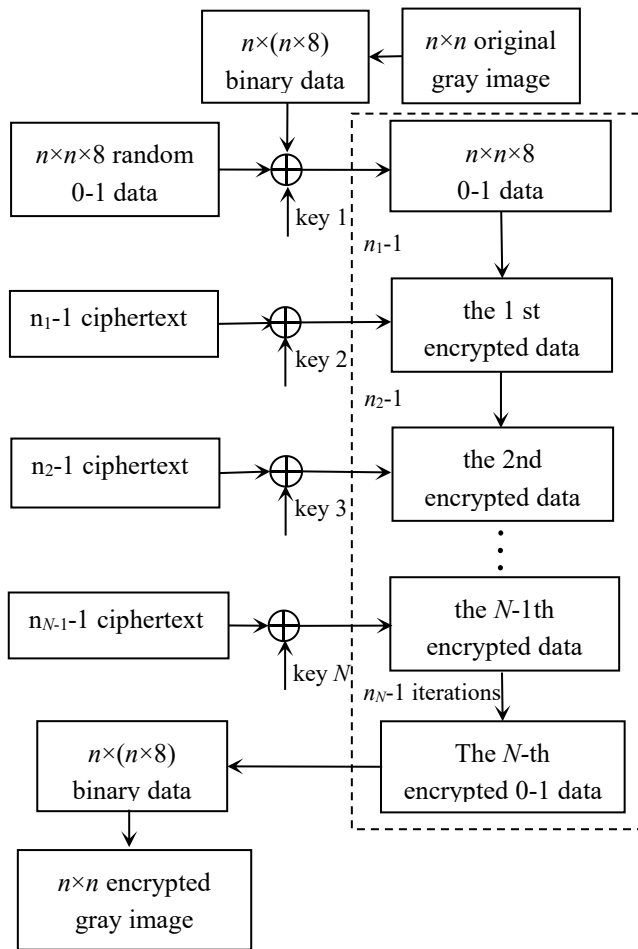 n×(n×8)
binary data
n×n original
gray image
n×n×8 random
0-1 data
key 1
n×n×8
0-1 data
n₁-1
n₁-1 ciphertext
key 2
the 1 st
encrypted data
n₂-1
n₂-1 ciphertext
key 3
the 2nd
encrypted data
n_N-1-1 ciphertext
key N
the N-1th
encrypted data
n_N-1 iterations
n×(n×8)
binary data
The N-th
encrypted 0-1 data
n×n encrypted
gray image